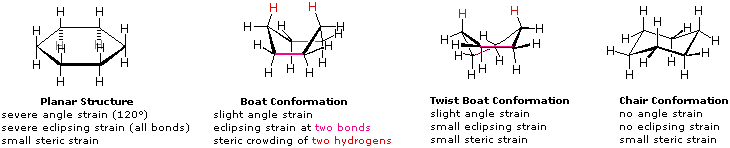 H H H H
H H H H
H H
H H
Planar Structure
severe angle strain (120°)
severe eclipsing strain (all bonds)
small steric strain
H H
H H
H H H H
H H
Boat Conformation
slight angle strain
eclipsing strain at two bonds
steric crowding of two hydrogens
H H
H H
H H
H H
Twist Boat Conformation
slight angle strain
small eclipsing strain
small steric strain
H H
H H
H H
H H
H H
Chair Conformation
no angle strain
no eclipsing strain
small steric strain